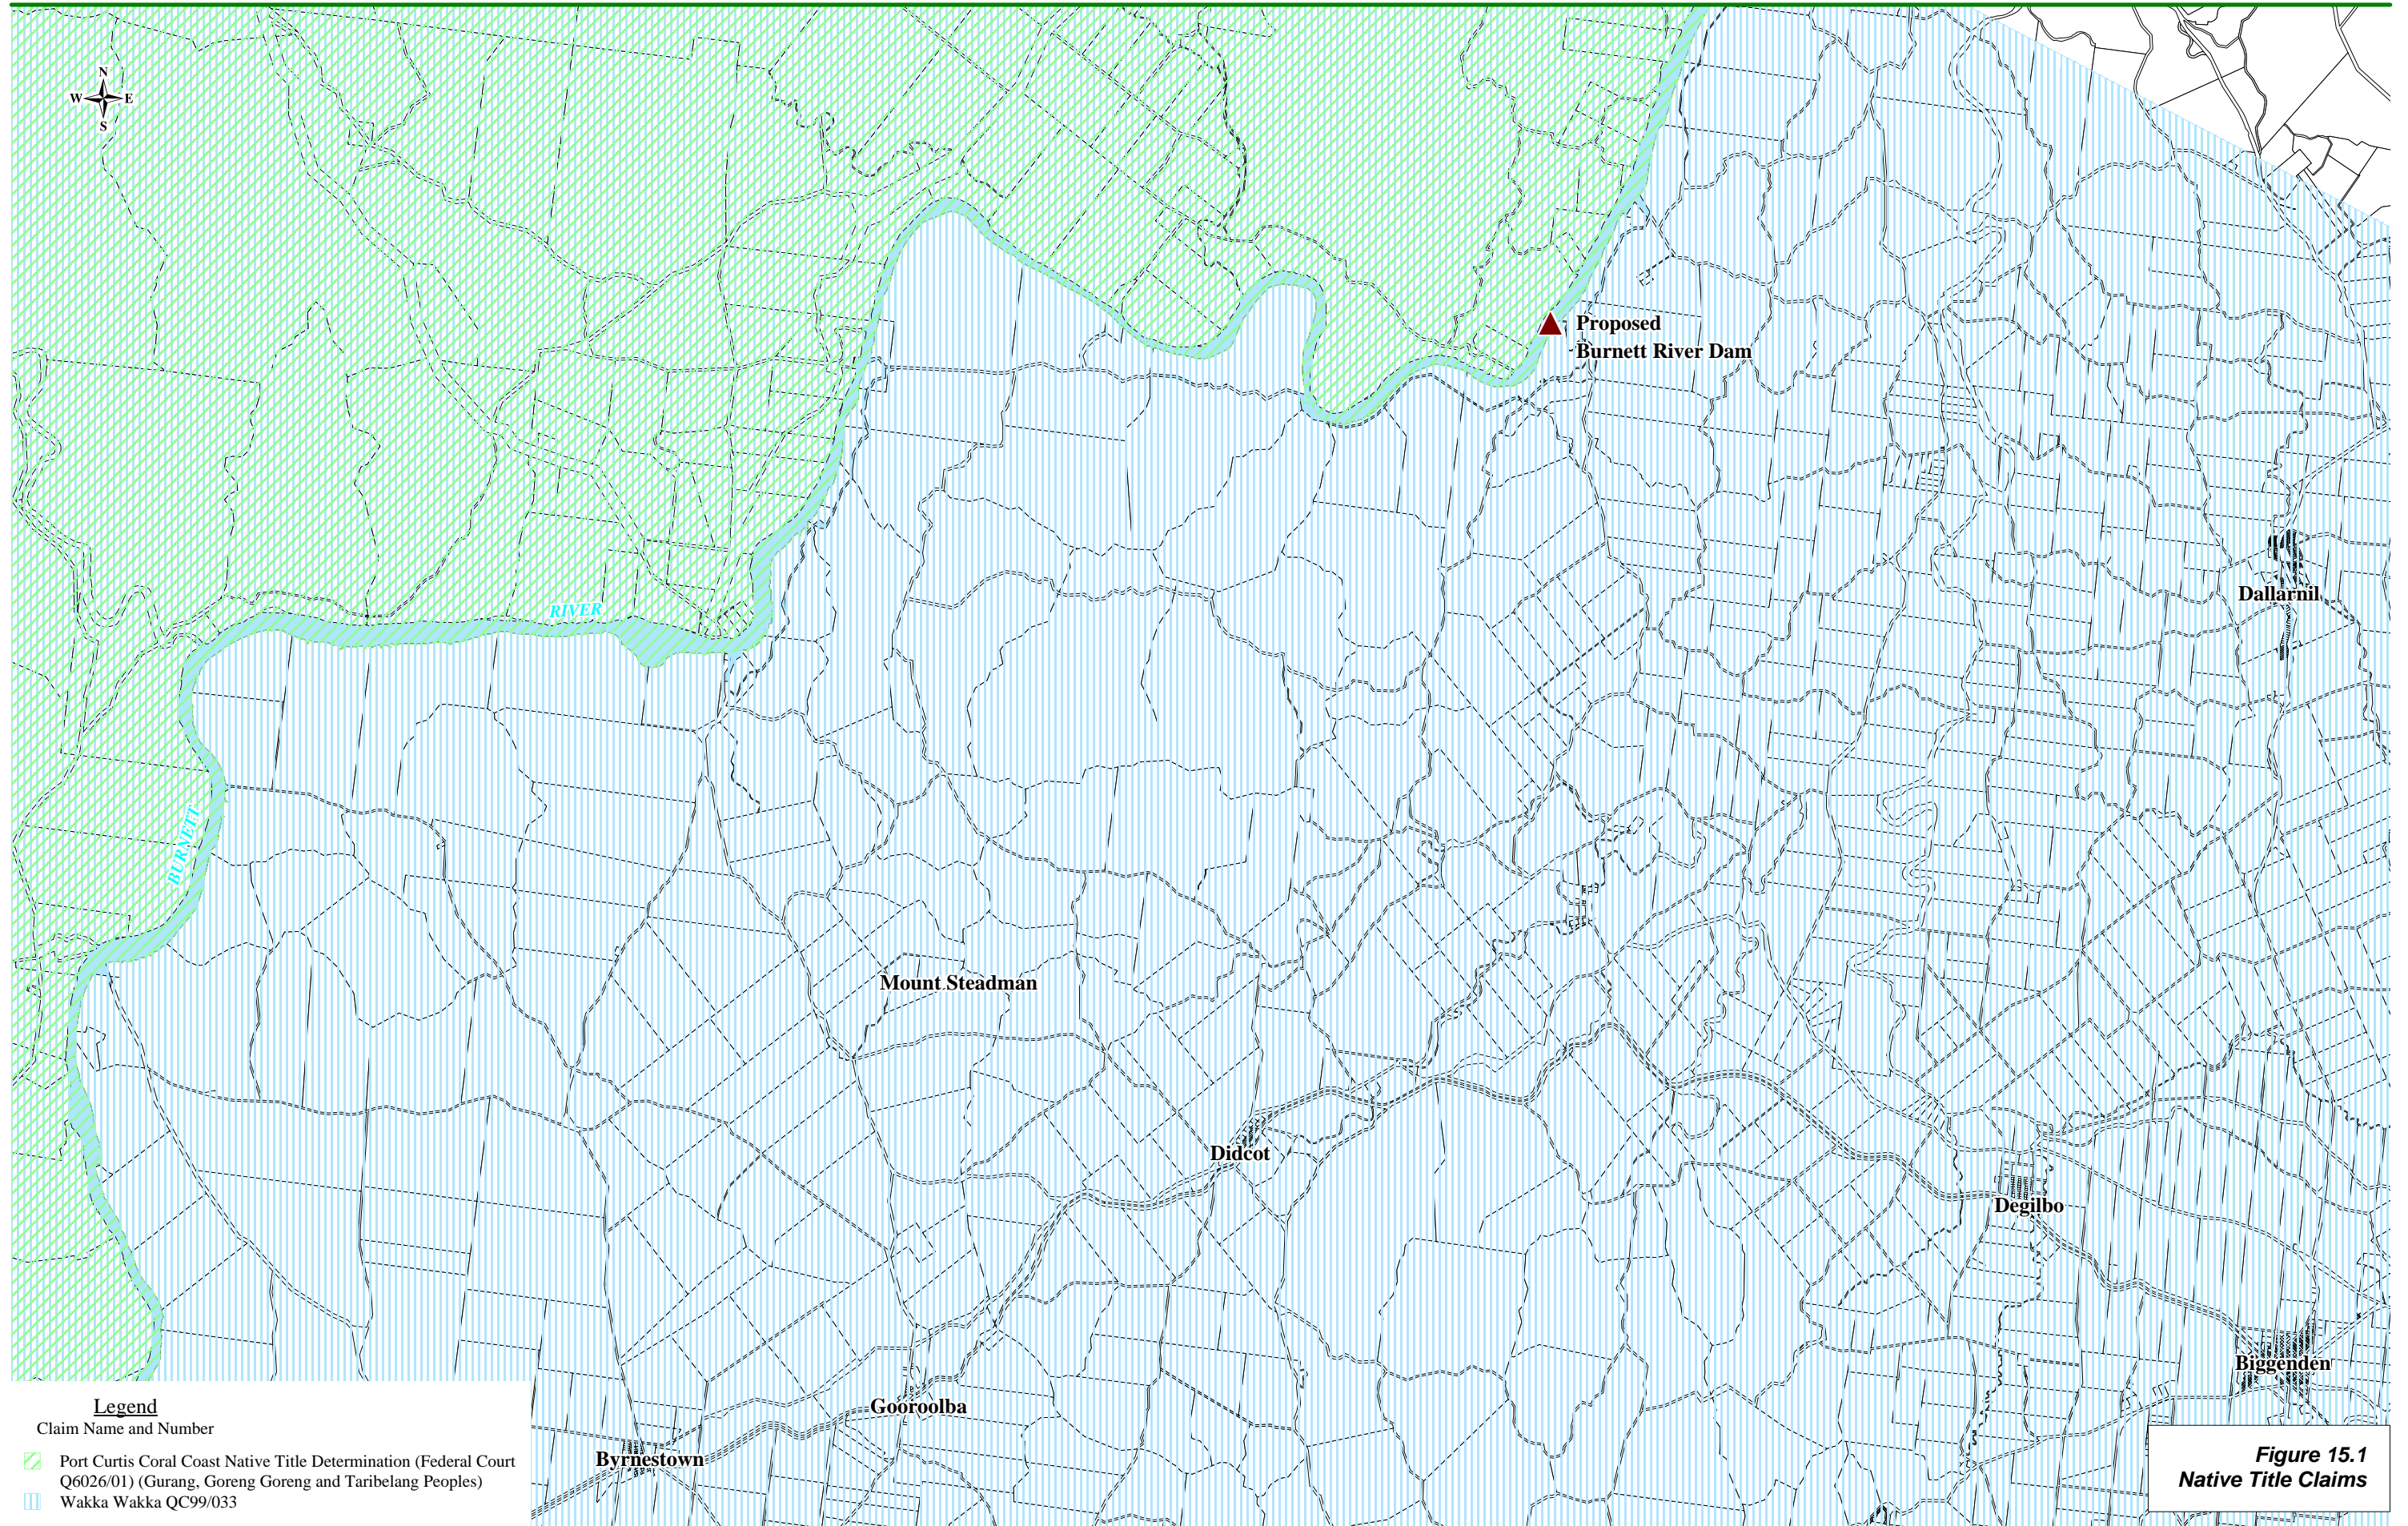 N
W E
S
Proposed
Burnett River Dam
RIVER
Dallarnil
BURNETT
Mount Steadman
Didcot
Degilbo
Biggenden
Gooroolba
Byrnestown
Legend
Claim Name and Number
Port Curtis Coral Coast Native Title Determination (Federal Court
Q6026/01) (Gurang, Goreng Goreng and Taribelang Peoples)
Wakka Wakka QC99/033
Figure 15.1
Native Title Claims